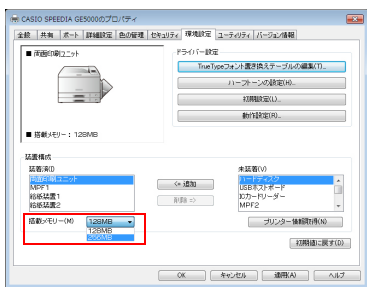 CASIO SPEEDIA GE5000のプロパティ
全般 共有 ポート 詳細設定 色の管理 セキュリティ 環境設定 ユーティリティ バージョン情報
■ 両面印刷ユニット
ドライバー設定
TrueTypeフォント置き換えテーブルの編集(T)...
ハーフトーンの設定(H)...
初期設定(L)...
動作設定(R)...
■ 搭載メモリー： 128MB
装置構成
装着済(I)
未装着(V)
両面印刷ユニット
MPF1
給紙装置1
給紙装置2
<= 追加
削除 =>
ハードディスク
USBホストボード
ICカードリーダー
MPF2
搭載メモリー(M)
128MB
128MB
256MB
プリンター情報取得(N)
初期値に戻す(D)
OK キャンセル 適用(A) ヘルプ